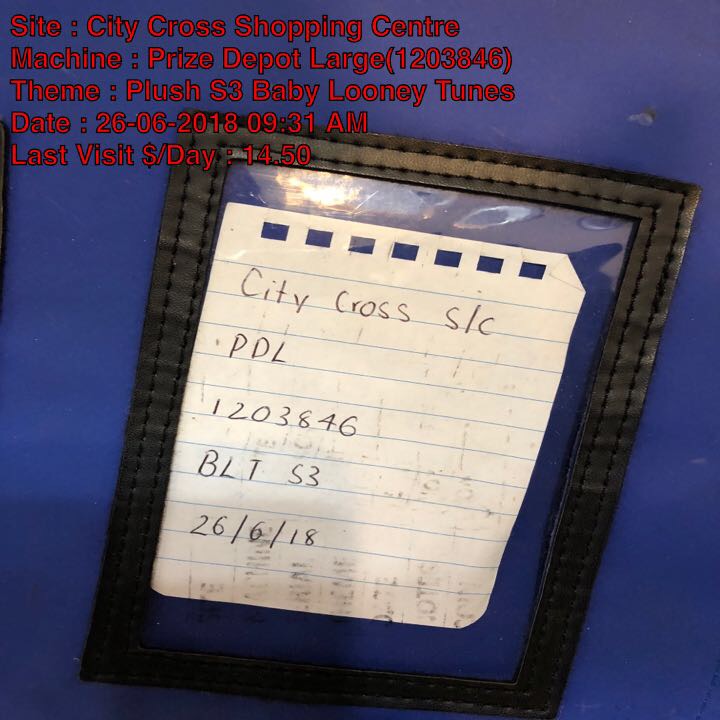 Site : City Cross Shopping Centre
Machine : Prize Depot Large(1203846)
Theme : Plush S3 Baby Looney Tunes
Date : 26-06-2018 09:31 AM
Last Visit $/Day : 14.50
City Cross S/C
PDL
1203846
BLT S3
26/6/18